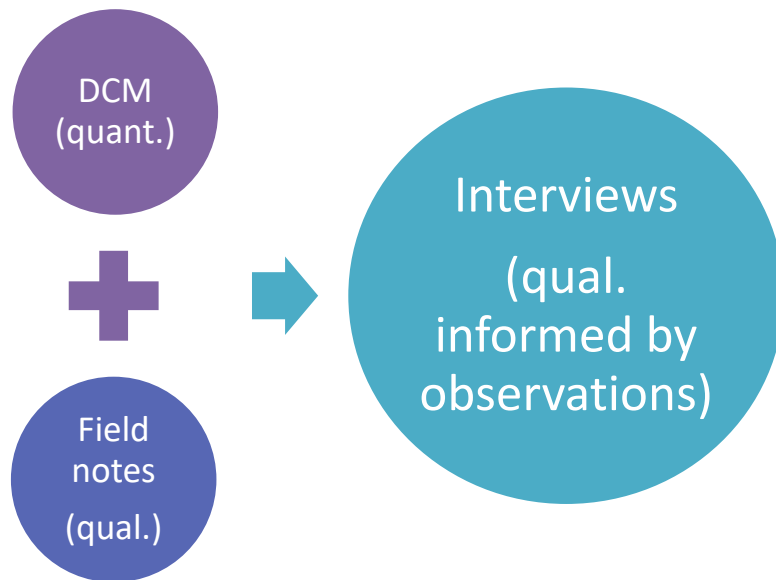 DCM
(quant.)
Field
notes
(qual.)
Interviews
(qual.
informed by
observations)